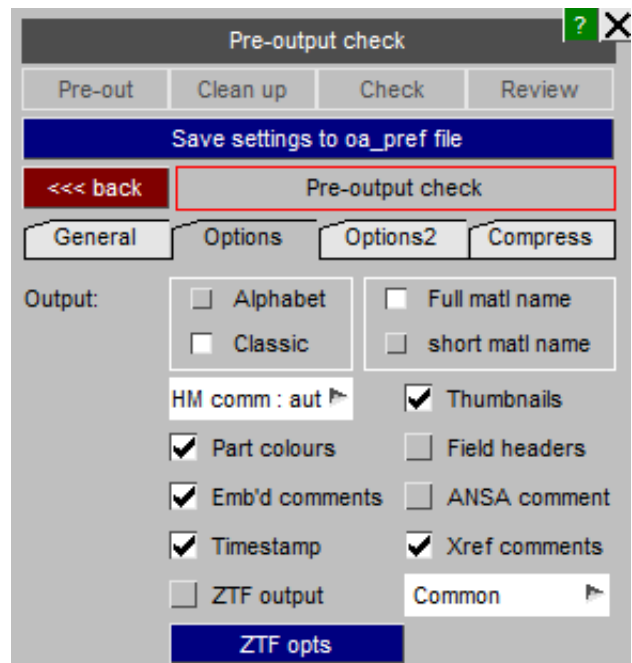 Pre-output check ?
Pre-out Clean up Check Review
Save settings to oa_pref file
<<< back Pre-output check
General Options Options2 Compress
Output: Alphabet Full matl name
Classic short matl name
HM comm : aut Thumbnails
Part colours Field headers
Emb'd comments ANSA comment
Timestamp Xref comments
ZTF output Common
ZTF opts